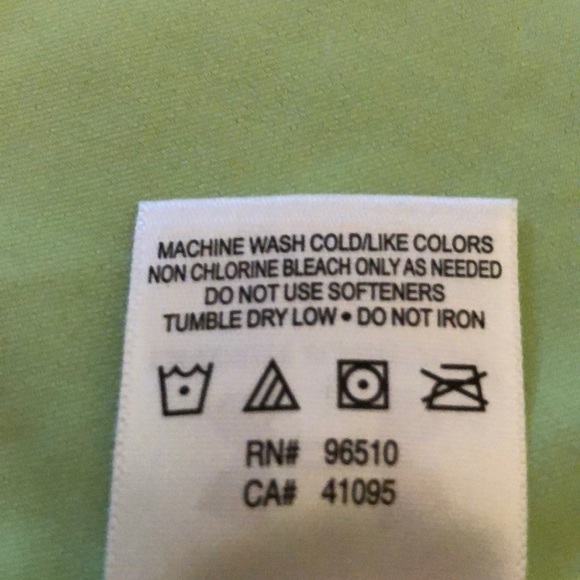 MACHINE WASH COLD/LIKE COLORS
NON CHLORINE BLEACH ONLY AS NEEDED
DO NOT USE SOFTENERS
TUMBLE DRY LOW • DO NOT IRON
RN# 96510
CA# 41095